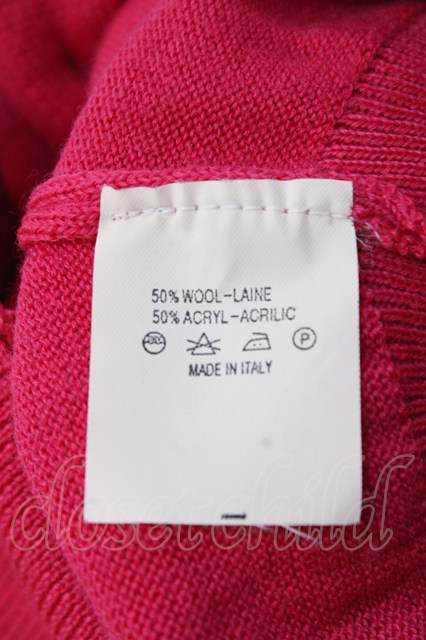 50% WOOL-LAINE
50% ACRYL-ACRILIC
P
MADE IN ITALY
closetchild